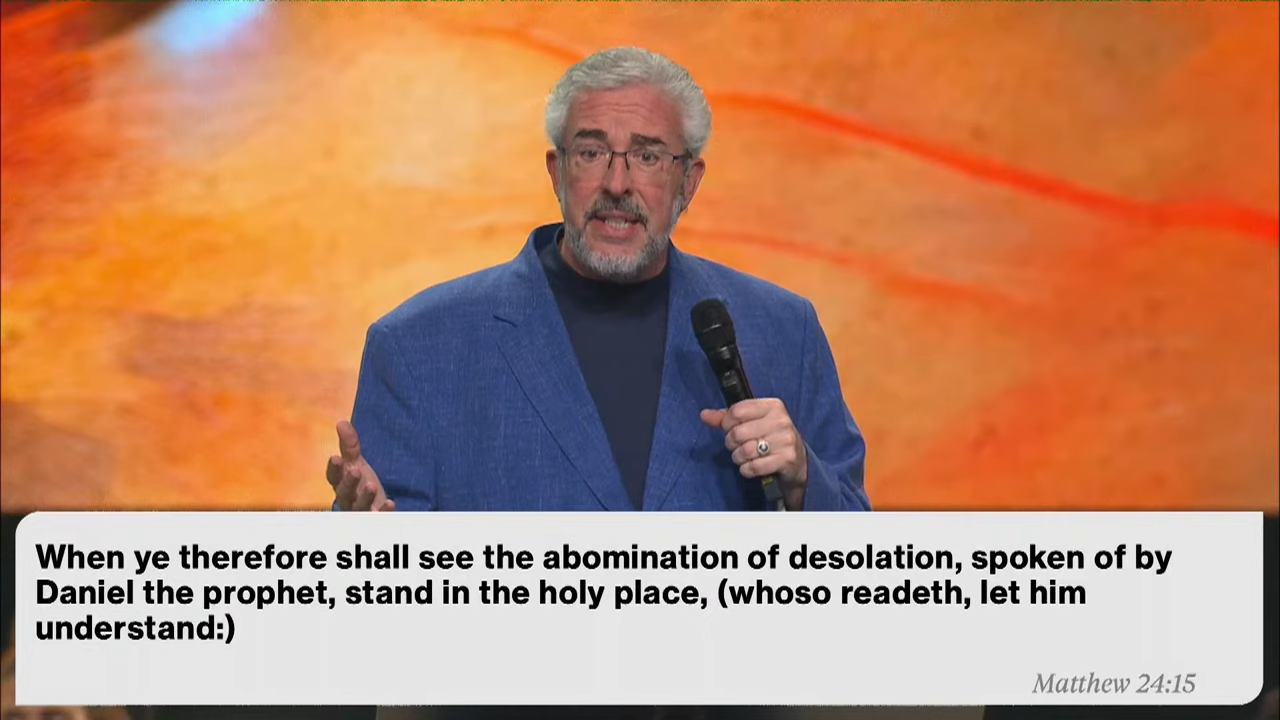 When ye therefore shall see the abomination of desolation, spoken of by
Daniel the prophet, stand in the holy place, (whoso readeth, let him
understand:)
Matthew 24:15